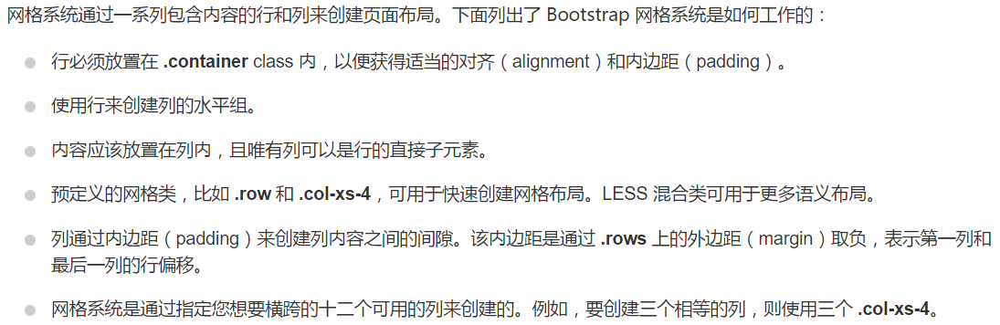 网格系统通过一系列包含内容的行和列来创建页面布局。下面列出了 Bootstrap 网格系统是如何工作的：
行必须放置在 .container class 内，以便获得适当的对齐（alignment）和内边距（padding）。
使用行来创建列的水平组。
内容应该放置在列内，且唯有列可以是行的直接子元素。
预定义的网格类，比如 .row 和 .col-xs-4，可用于快速创建网格布局。LESS 混合类可用于更多语义布局。
列通过内边距（padding）来创建列内容之间的间隙。该内边距是通过 .rows 上的外边距（margin）取负，表示第一列和
最后一列的行偏移。
网格系统是通过指定您想要横跨的十二个可用的列来创建的。例如，要创建三个相等的列，则使用三个 .col-xs-4。